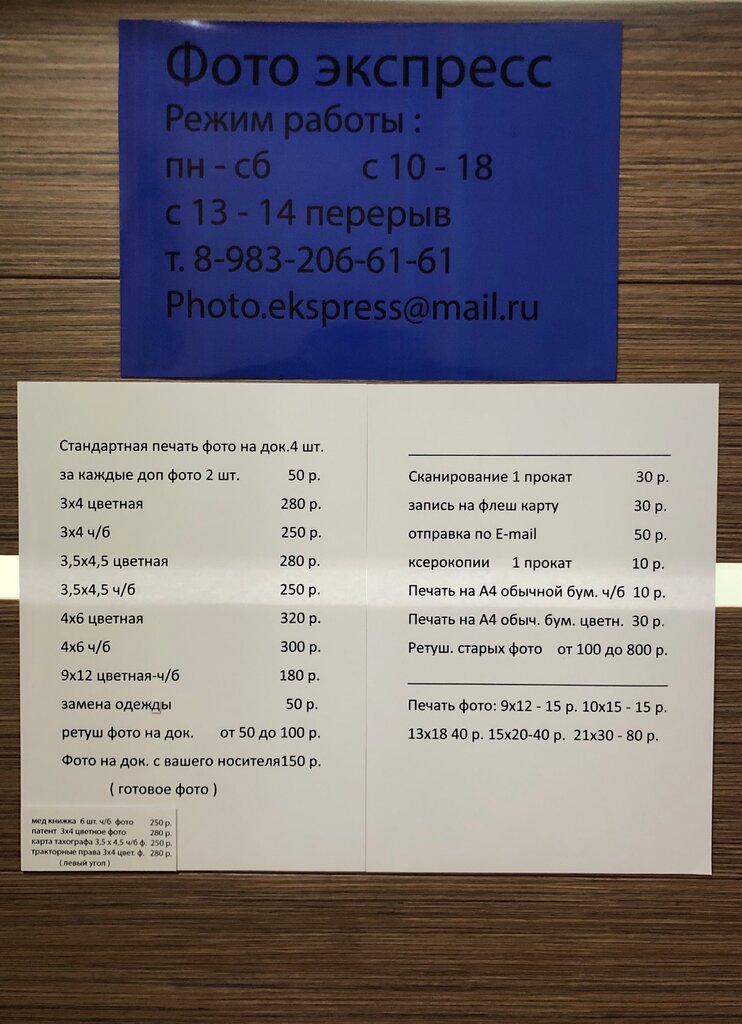 Фото экспресс
Режим работы :
пн - сб с 10 - 18
с 13 - 14 перерыв
т. 8-983-206-61-61
Photo.ekspress@mail.ru
Стандартная печать фото на док.4 шт.
за каждые доп фото 2 шт. 50 р.
3х4 цветная 280 р.
3х4 ч/б 250 р.
3,5х4,5 цветная 280 р.
3,5х4,5 ч/б 250 р.
4х6 цветная 320 р.
4х6 ч/б 300 р.
9х12 цветная-ч/б 180 р.
замена одежды 50 р.
ретуш фото на док. от 50 до 100 р.
Фото на док. с вашего носителя150 р.
( готовое фото )
мед книжка 6 шт. ч/б фото 250 р.
патент 3х4 цветное фото 280 р.
карта тахографа 3,5 х 4,5 ч/б ф. 250 р.
тракторные права 3х4 цвет. ф. 280 р.
( левый угол )
Сканирование 1 прокат 30 р.
запись на флеш карту 30 р.
отправка по E-mail 50 р.
ксерокопии 1 прокат 10 р.
Печать на А4 обычной бум. ч/б 10 р.
Печать на А4 обыч. бум. цветн. 30 р.
Ретуш. старых фото от 100 до 800 р.
Печать фото: 9х12 - 15 р. 10х15 - 15 р.
13х18 40 р. 15х20-40 р. 21х30 - 80 р.